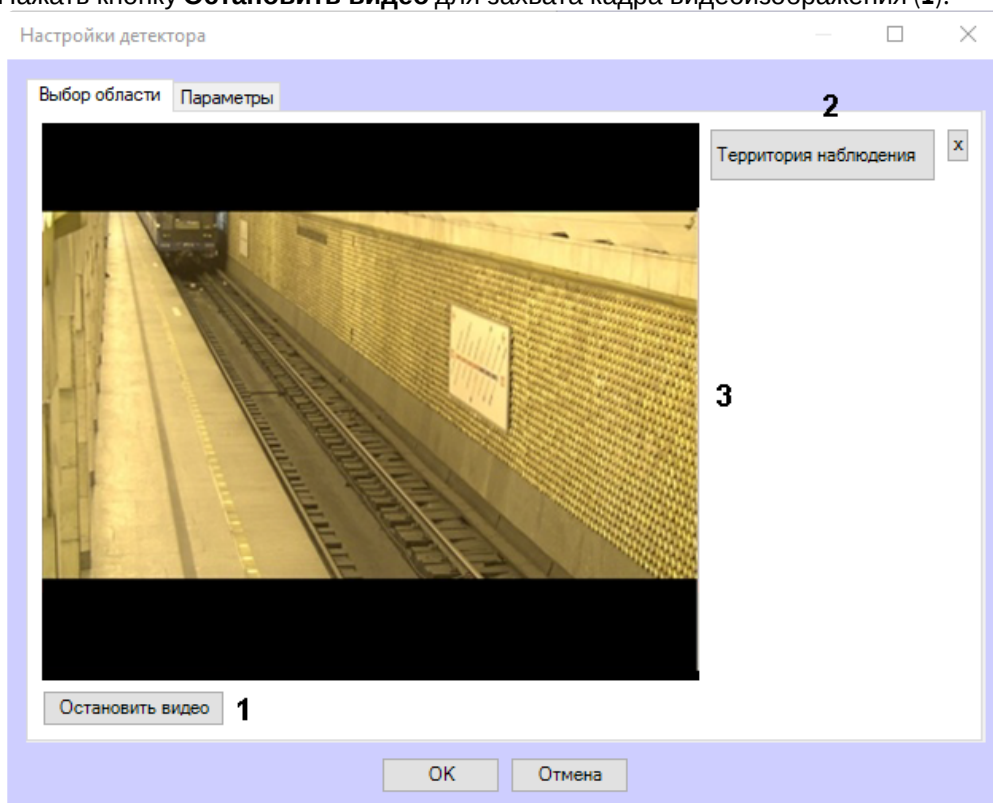 Нажать кнопку Остановить видео для захвата кадра видеоизображения (1).
Настройки детектора
Выбор области Параметры
2
Территория наблюдения x
3
Остановить видео 1
OK Отмена